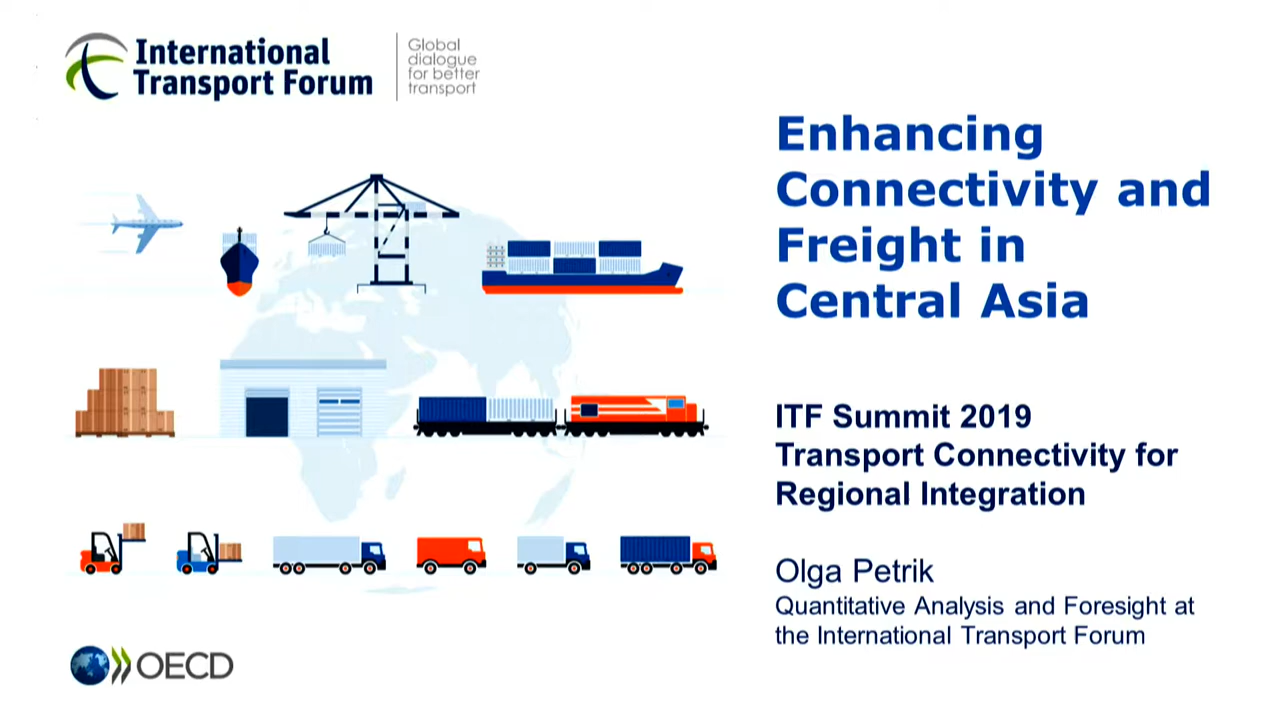 International
Transport Forum
Global
dialogue
for better
transport
Enhancing
Connectivity and
Freight in
Central Asia
ITF Summit 2019
Transport Connectivity for
Regional Integration
Olga Petrik
Quantitative Analysis and Foresight at
the International Transport Forum
OECD